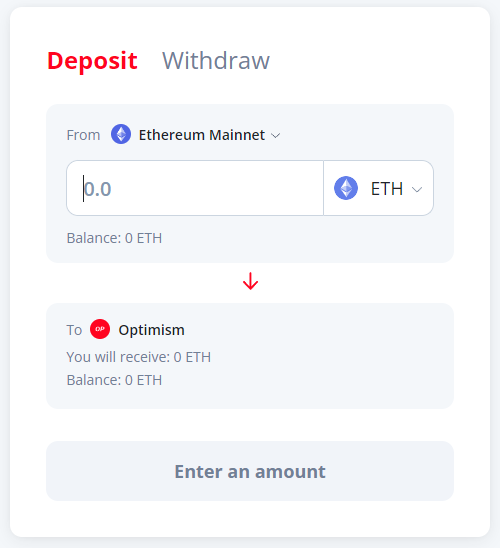 Deposit Withdraw
From Ethereum Mainnet
0.0 ETH
Balance: 0 ETH
To OP Optimism
You will receive: 0 ETH
Balance: 0 ETH
Enter an amount